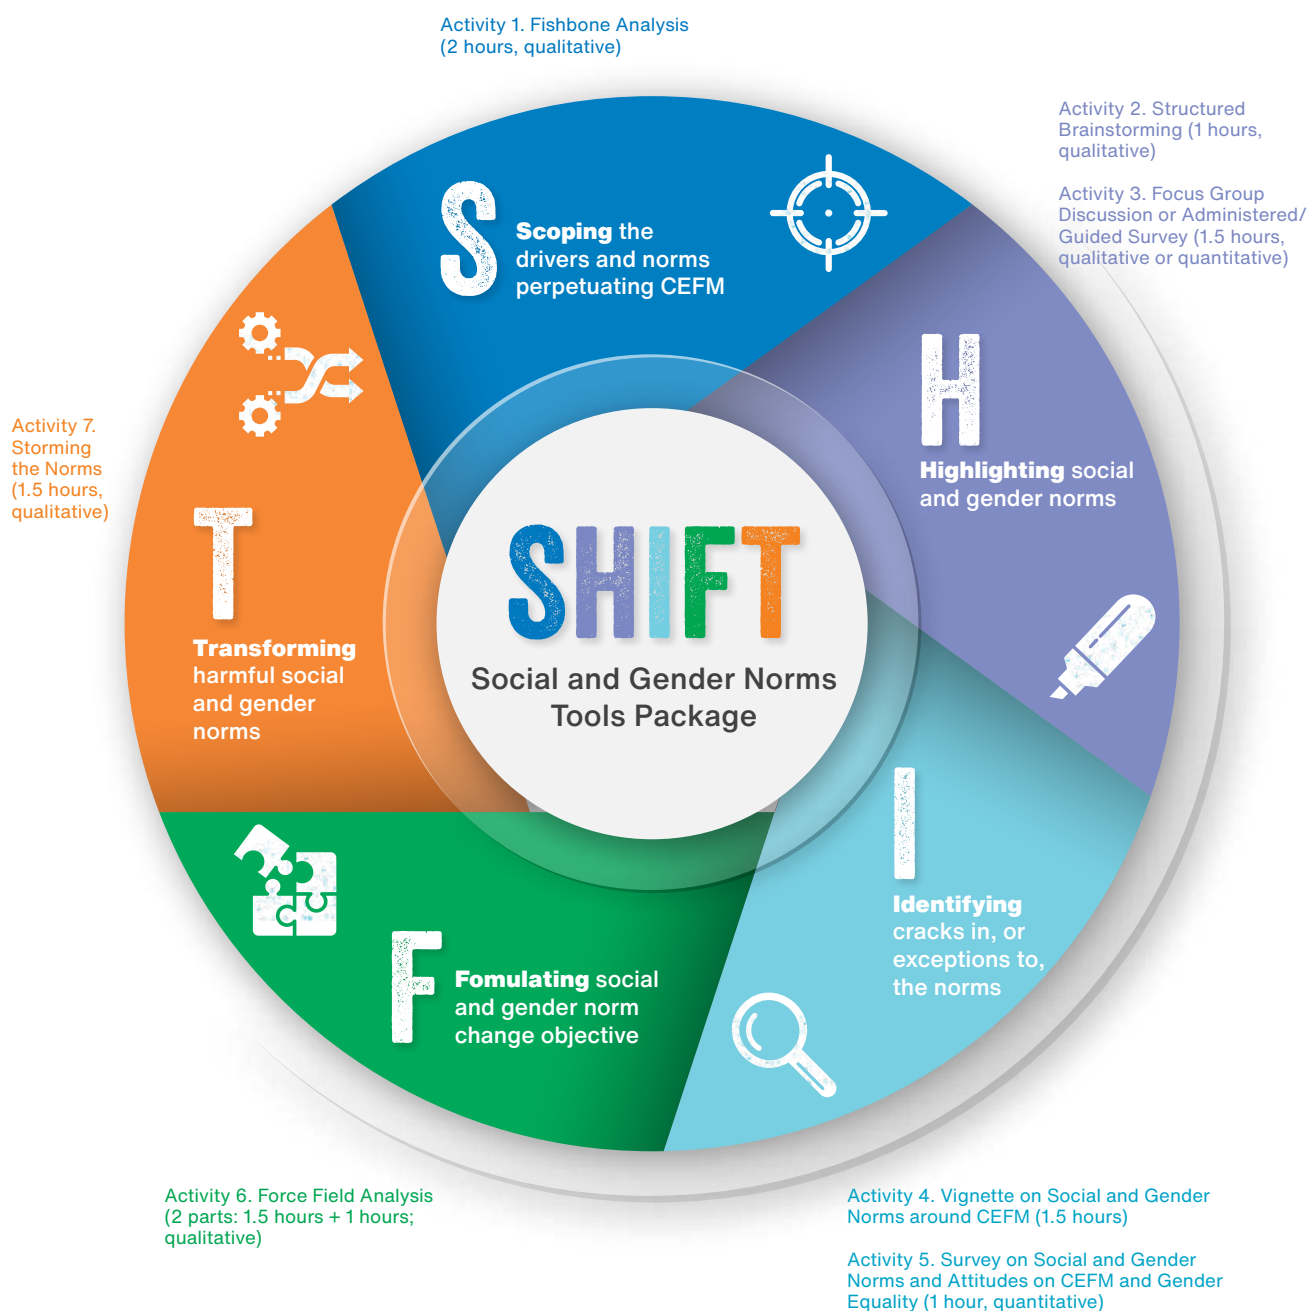 Activity 1. Fishbone Analysis
(2 hours, qualitative)
Activity 2. Structured
Brainstorming (1 hours,
qualitative)
Activity 3. Focus Group
Discussion or Administered/
Guided Survey (1.5 hours,
qualitative or quantitative)
S
Scoping the
drivers and norms
perpetuating CEFM
H
Highlighting social
and gender norms
Activity 7.
Storming
the Norms
(1.5 hours,
qualitative)
T
Transforming
harmful social
and gender
norms
SHIFT
Social and Gender Norms
Tools Package
I
Identifying
cracks in, or
exceptions to,
the norms
F
Fomulating social
and gender norm
change objective
Activity 6. Force Field Analysis
(2 parts: 1.5 hours + 1 hours;
qualitative)
Activity 4. Vignette on Social and Gender
Norms around CEFM (1.5 hours)
Activity 5. Survey on Social and Gender
Norms and Attitudes on CEFM and Gender
Equality (1 hour, quantitative)